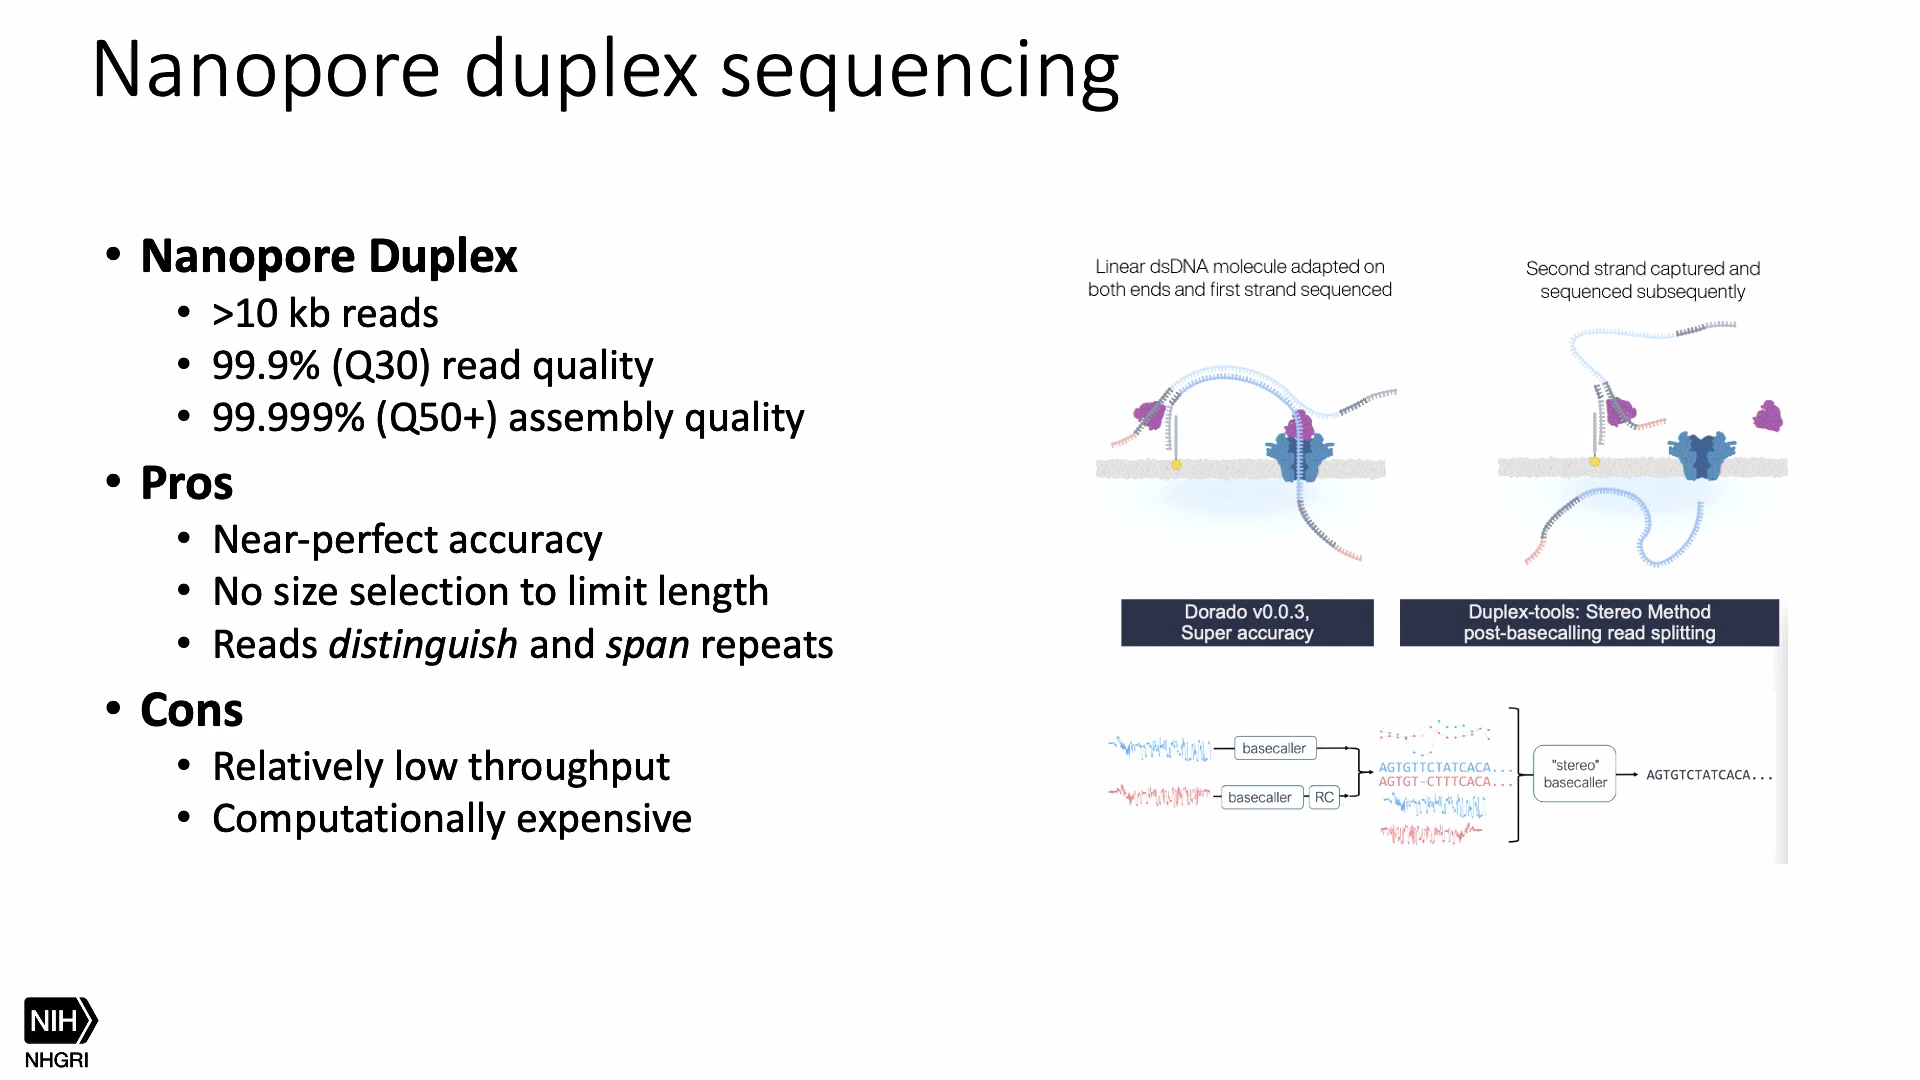 Nanopore duplex sequencing
• Nanopore Duplex
• >10 kb reads
• 99.9% (Q30) read quality
• 99.999% (Q50+) assembly quality
• Pros
• Near-perfect accuracy
• No size selection to limit length
• Reads distinguish and span repeats
• Cons
• Relatively low throughput
• Computationally expensive
Linear dsDNA molecule adapted on
both ends and first strand sequenced
Second strand captured and
sequenced subsequently
Dorado v0.0.3,
Super accuracy
Duplex-tools: Stereo Method
post-basecalling read splitting
basecaller
basecaller
RC
AGTGTTCTATCACA...
AGTGT-CTTTCACA...
"stereo"
basecaller
AGTGTCTATCACA...
NIH
NHGRI